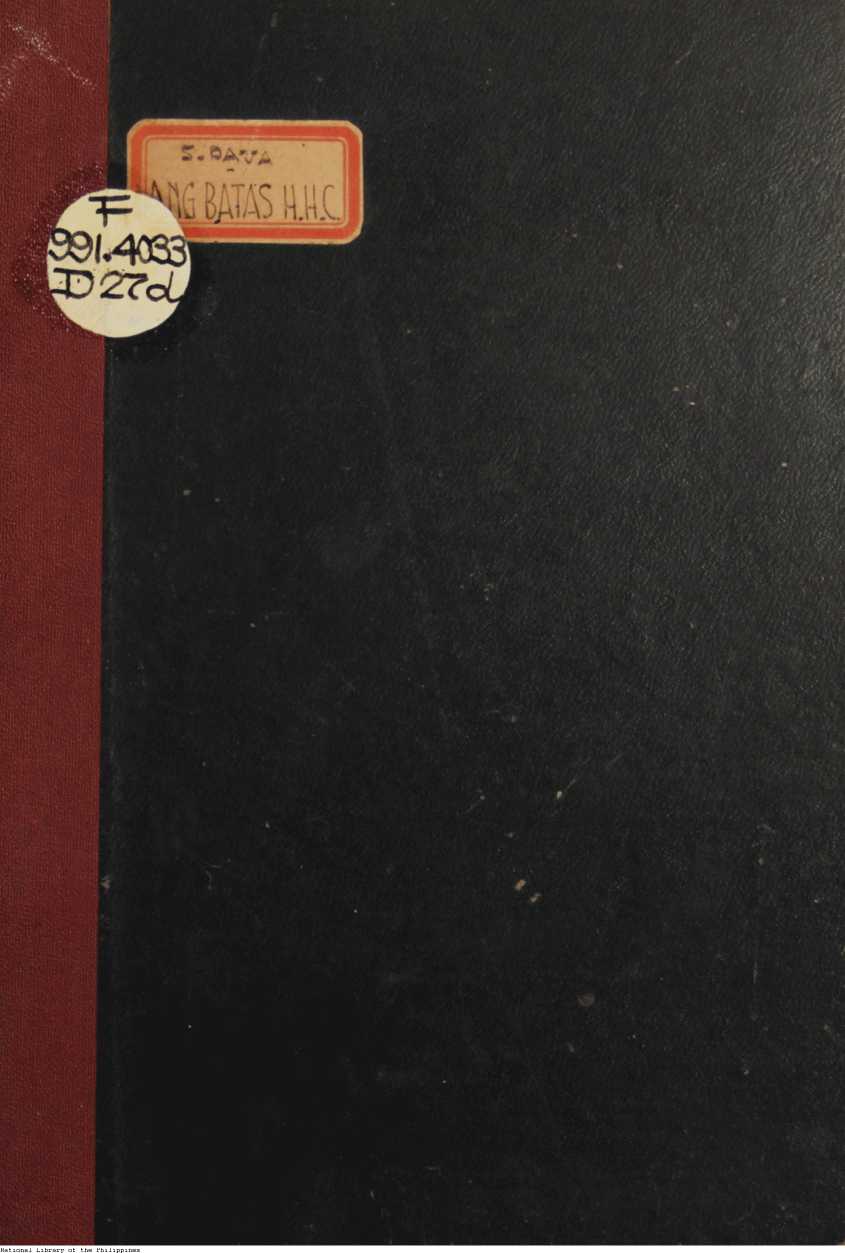 S. DAVA
ANG BATAS H.H.C.
F
991.4033
D27d
National Library of the Philippines